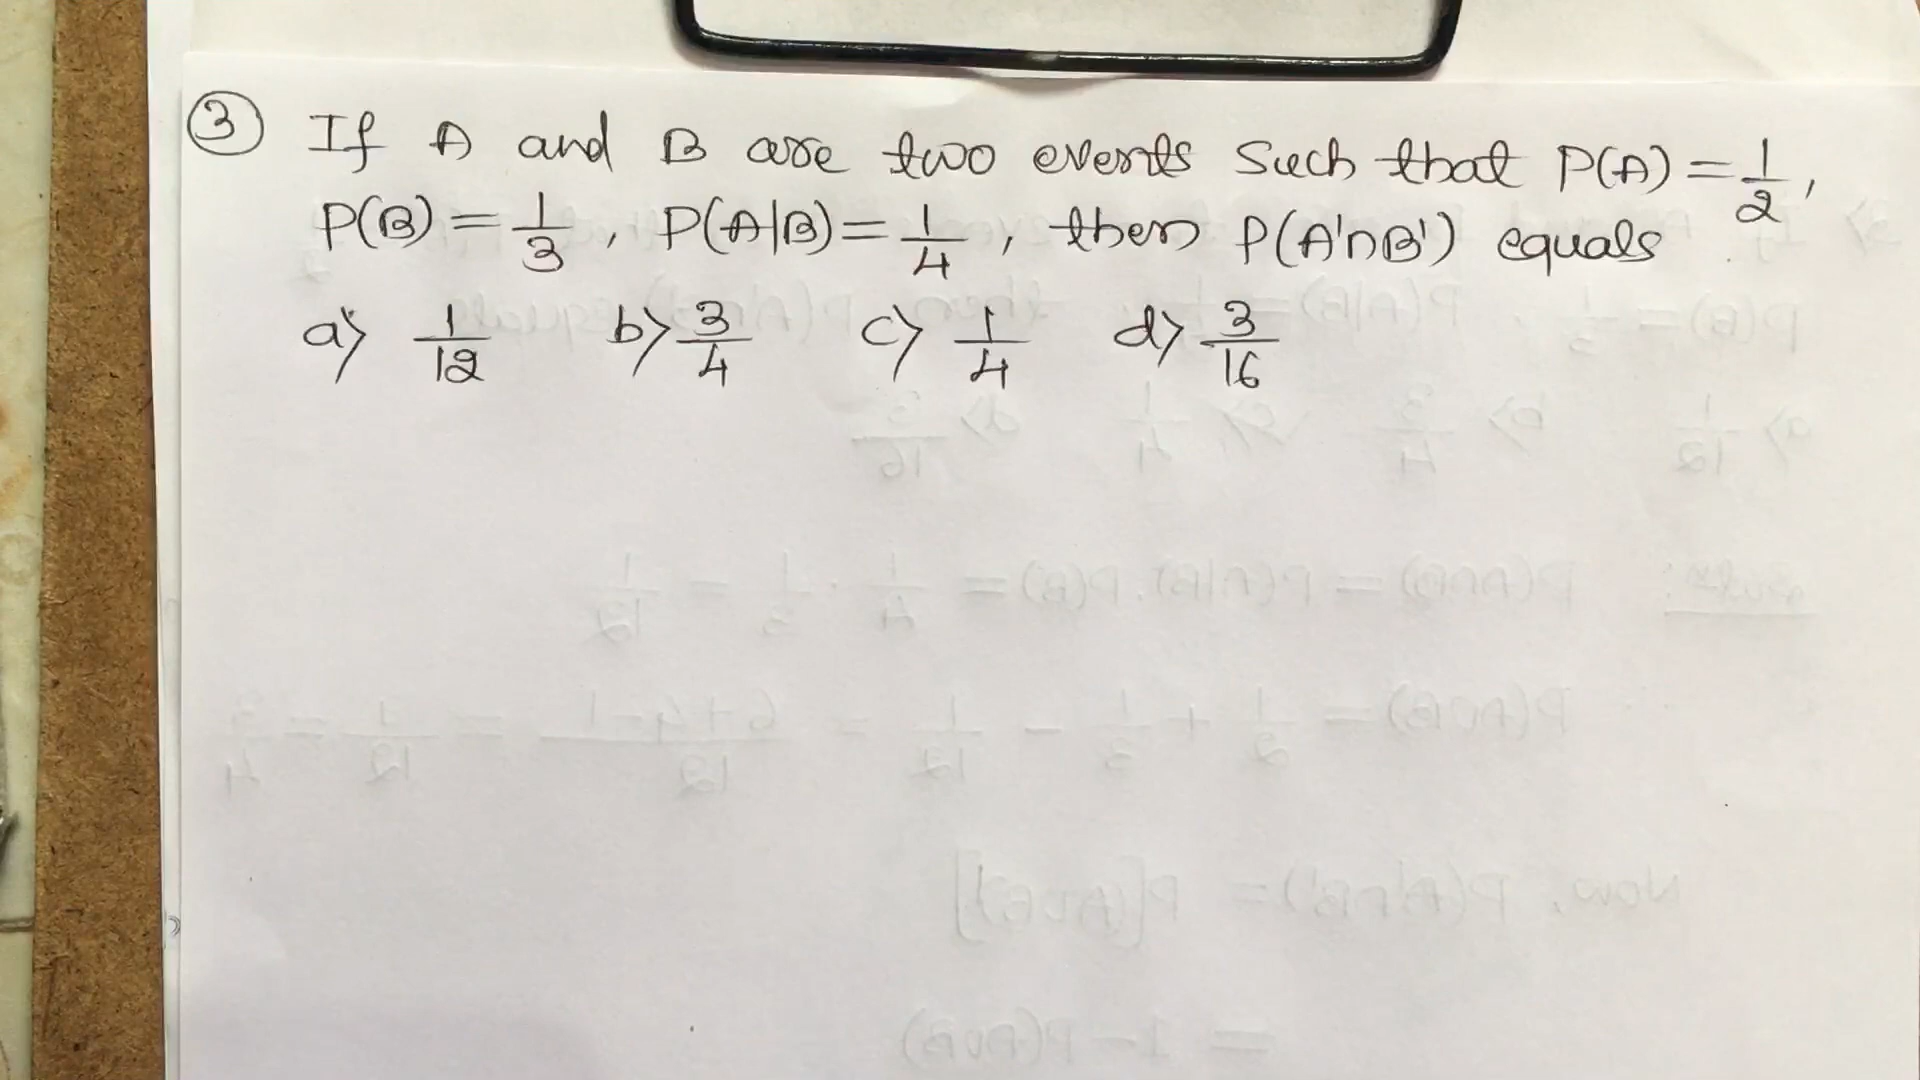 ③ If A and B are two events such that P(A) = 1/2,
P(B) = 1/3, P(A|B) = 1/4, then P(A'∩B') equals
a) 1/12 b) 3/4 c) 1/4 d) 3/16